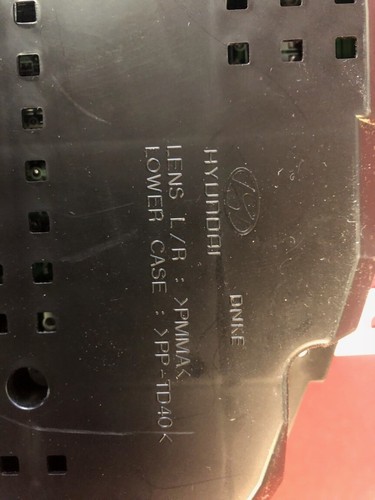 HYUNDAI DNKE
LENS L/R : >PMMA<
LOWER CASE : >PP-TD40<